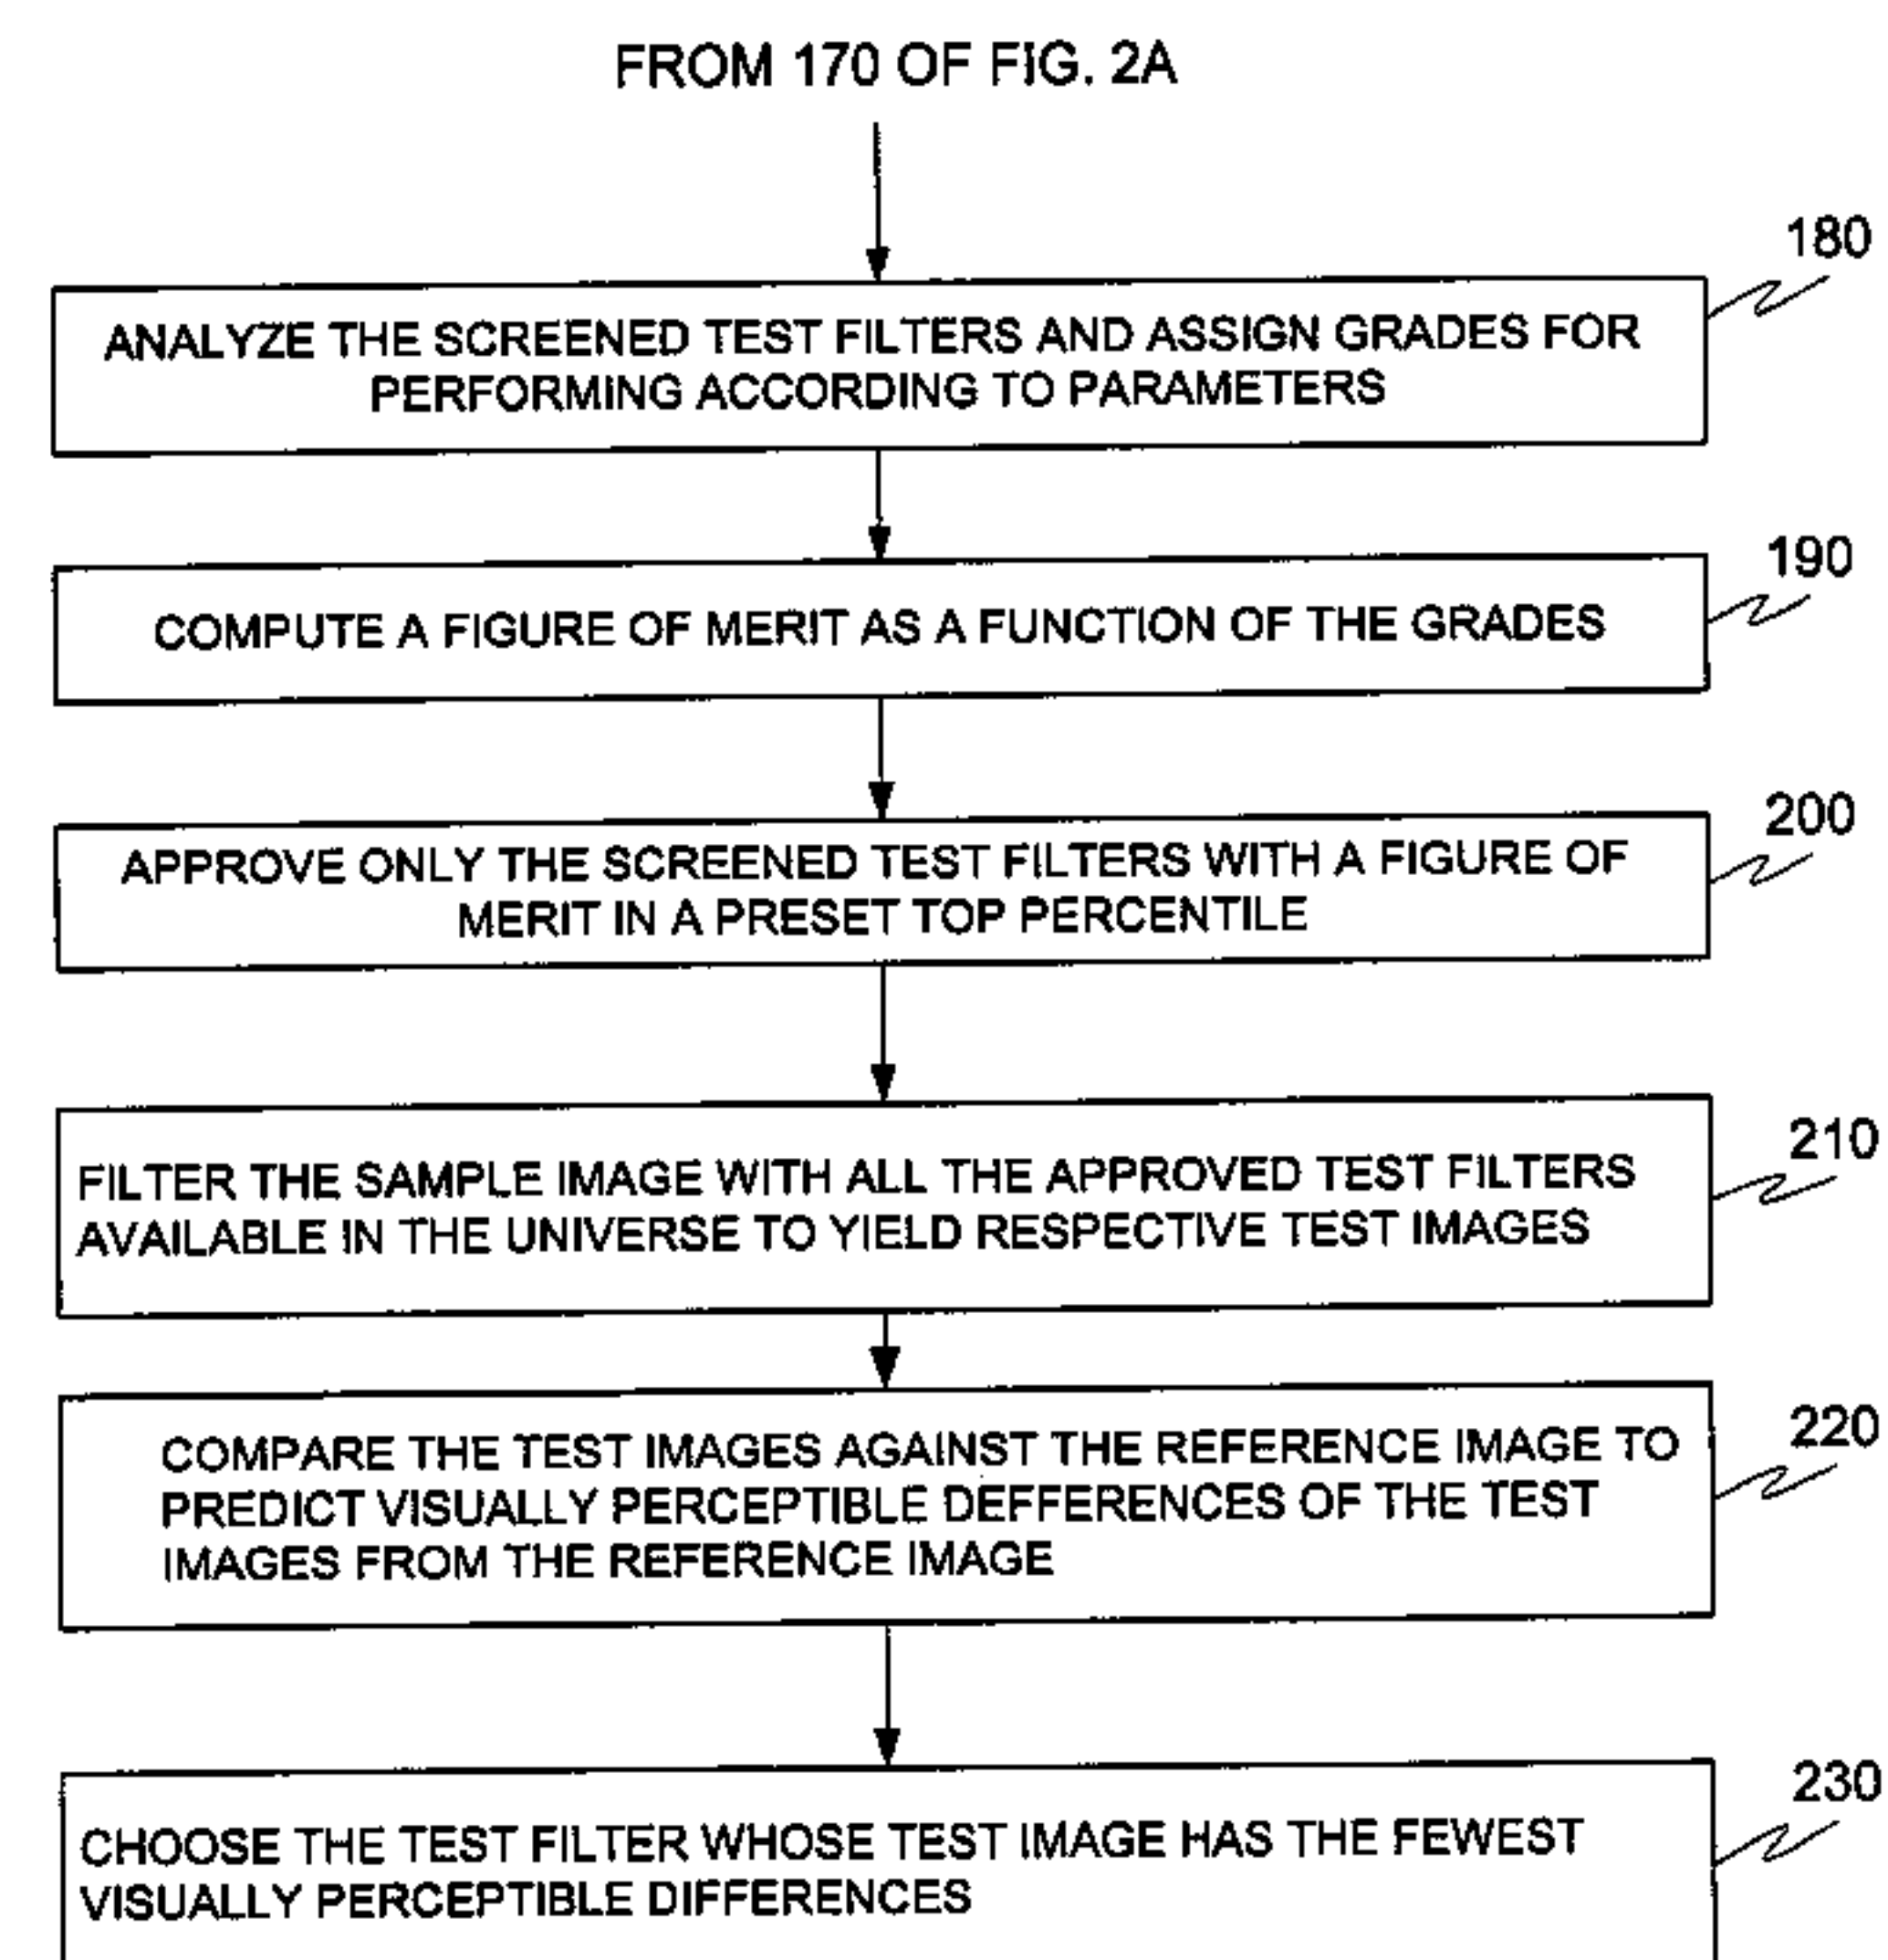 FROM 170 OF FIG. 2A
180
ANALYZE THE SCREENED TEST FILTERS AND ASSIGN GRADES FOR
PERFORMING ACCORDING TO PARAMETERS
190
COMPUTE A FIGURE OF MERIT AS A FUNCTION OF THE GRADES
200
APPROVE ONLY THE SCREENED TEST FILTERS WITH A FIGURE OF
MERIT IN A PRESET TOP PERCENTILE
210
FILTER THE SAMPLE IMAGE WITH ALL THE APPROVED TEST FILTERS
AVAILABLE IN THE UNIVERSE TO YIELD RESPECTIVE TEST IMAGES
220
COMPARE THE TEST IMAGES AGAINST THE REFERENCE IMAGE TO
PREDICT VISUALLY PERCEPTIBLE DEFFERENCES OF THE TEST
IMAGES FROM THE REFERENCE IMAGE
230
CHOOSE THE TEST FILTER WHOSE TEST IMAGE HAS THE FEWEST
VISUALLY PERCEPTIBLE DIFFERENCES